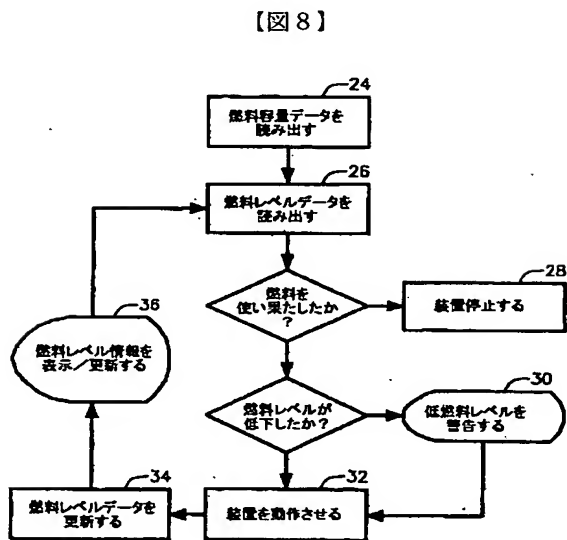 【図８】
24
燃料容量データを
読み出す
26
燃料レベルデータを
読み出す
燃料を
使い果たしたか
？
28
装置停止する
36
燃料レベル情報を
表示／更新する
燃料レベルが
低下したか？
30
低燃料レベルを
警告する
34
燃料レベルデータを
更新する
32
装置を動作させる